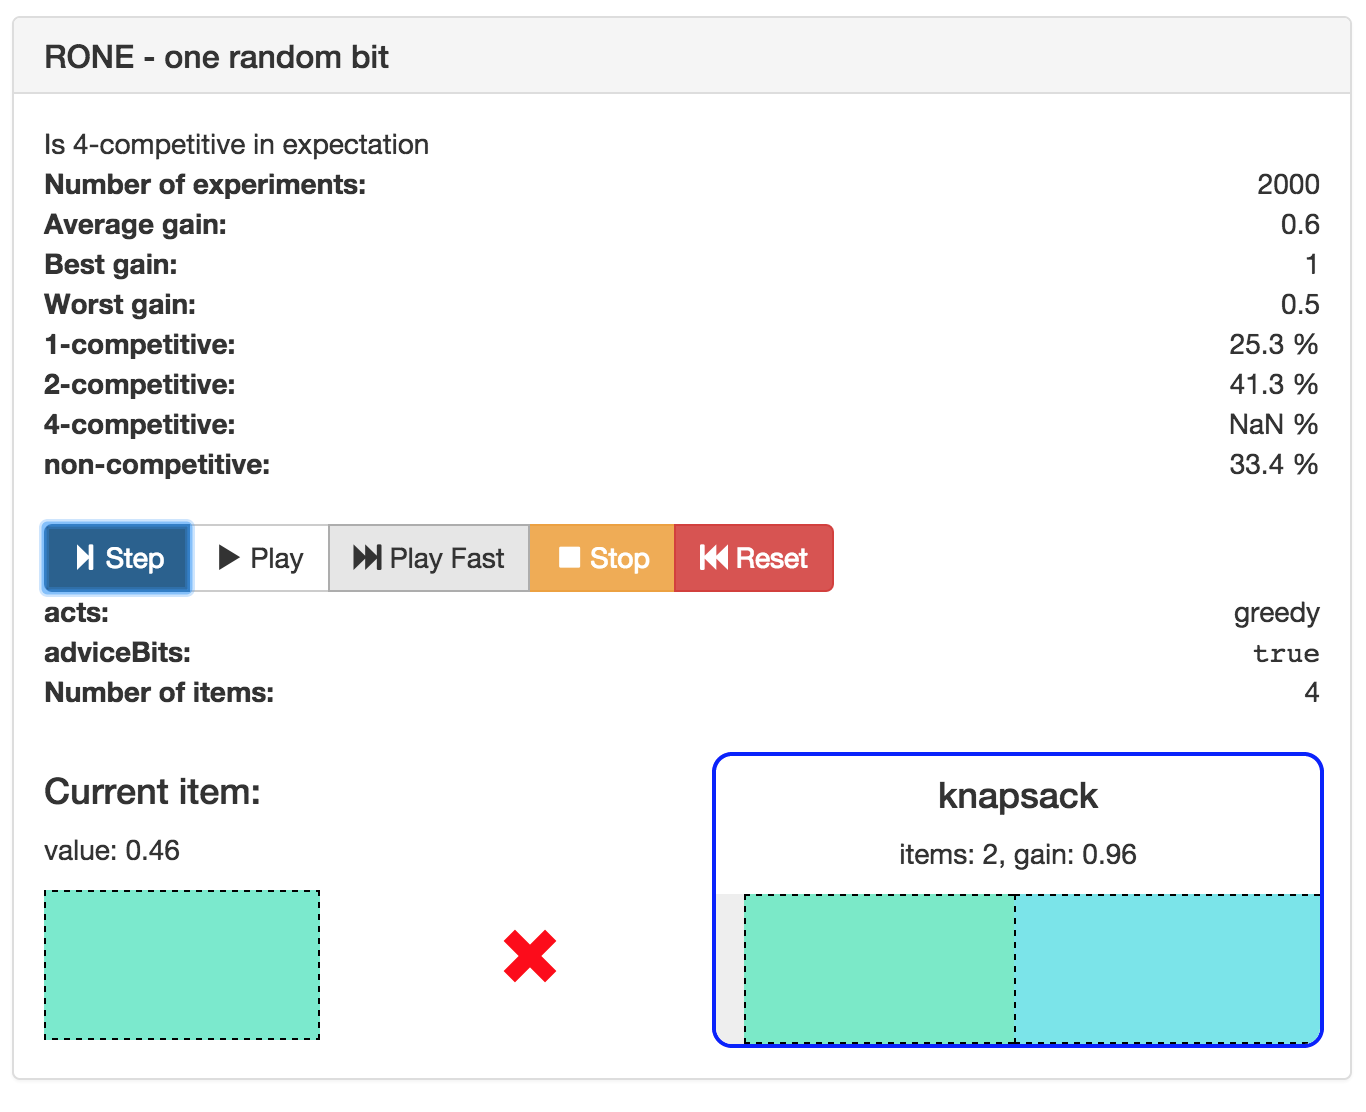 RONE - one random bit
Is 4-competitive in expectation
Number of experiments: 2000
Average gain: 0.6
Best gain: 1
Worst gain: 0.5
1-competitive: 25.3 %
2-competitive: 41.3 %
4-competitive: NaN %
non-competitive: 33.4 %
Step Play Play Fast Stop Reset
acts: greedy
adviceBits: true
Number of items: 4
Current item:
value: 0.46
knapsack
items: 2, gain: 0.96